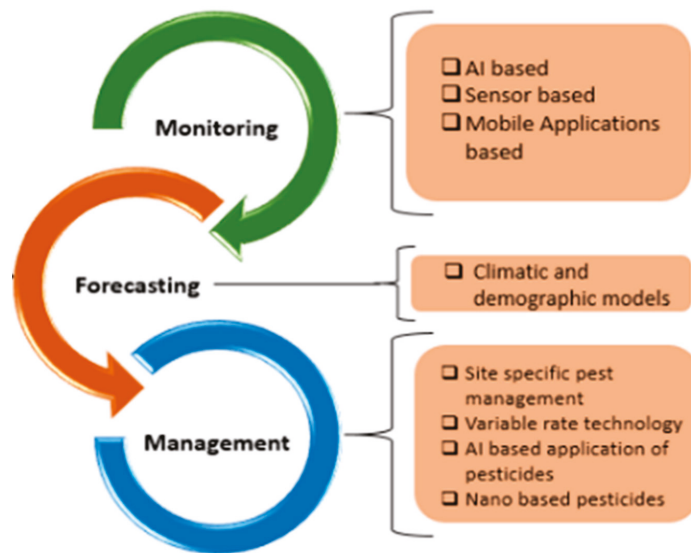 Monitoring
❑ AI based
❑ Sensor based
❑ Mobile Applications
based
Forecasting
❑ Climatic and
demographic models
Management
❑ Site specific pest
management
❑ Variable rate technology
❑ AI based application of
pesticides
❑ Nano based pesticides